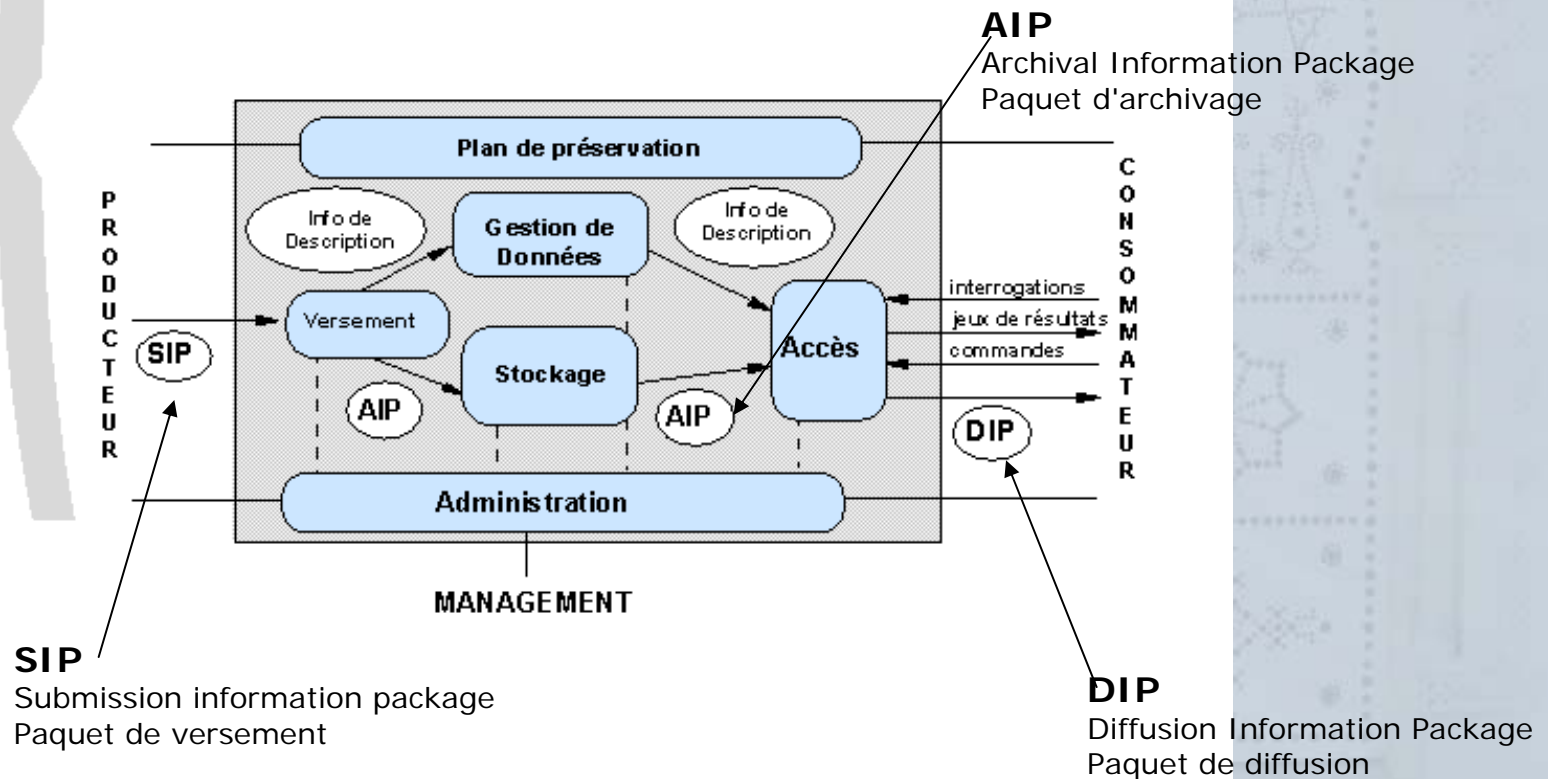 AIP
Archival Information Package
Paquet d'archivage
Plan de préservation
PRODUCTEUR
Info de
Description
Gestion de
Données
Info de
Description
CONSOMMATEUR
Versement
interrogations
jeux de résultats
commandes
SIP
Stockage
Accès
AIP
AIP
DIP
Administration
MANAGEMENT
SIP
Submission information package
Paquet de versement
DIP
Diffusion Information Package
Paquet de diffusion